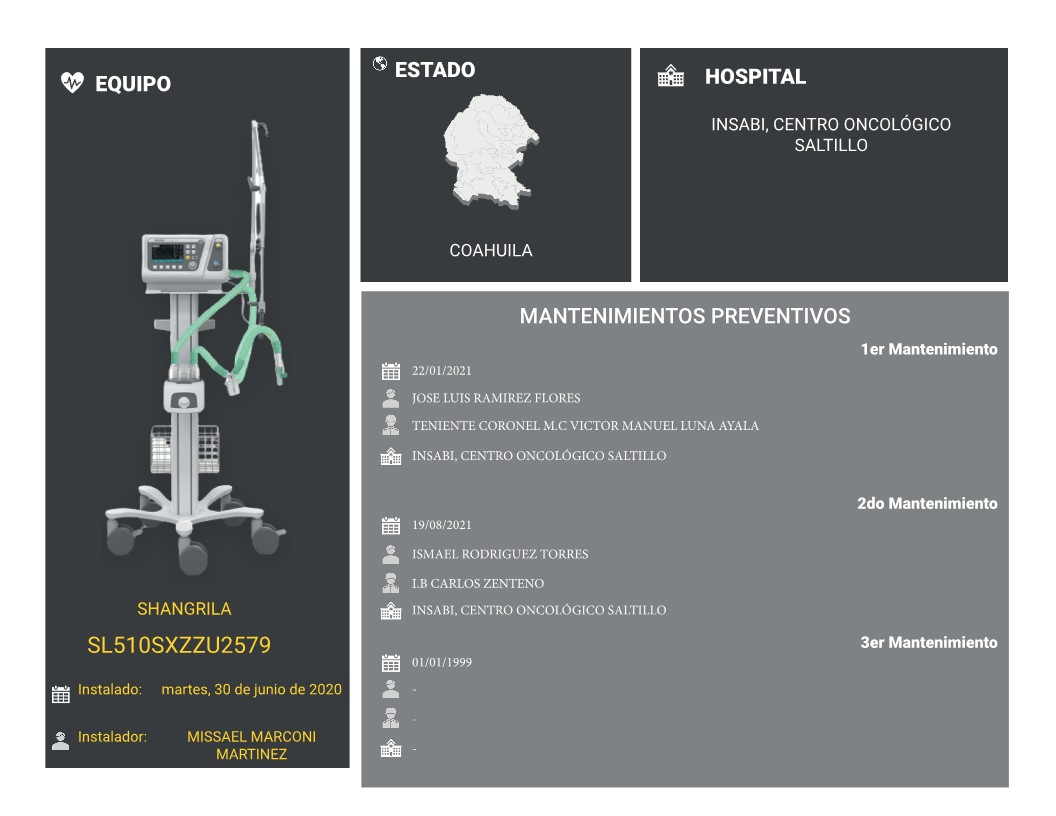 EQUIPO
SHANGRILA
SL510SXZZU2579
Instalado: martes, 30 de junio de 2020
Instalador: MISSAEL MARCONI
MARTINEZ
ESTADO
COAHUILA
HOSPITAL
INSABI, CENTRO ONCOLÓGICO
SALTILLO
MANTENIMIENTOS PREVENTIVOS
1er Mantenimiento
22/01/2021
JOSE LUIS RAMIREZ FLORES
TENIENTE CORONEL M.C VICTOR MANUEL LUNA AYALA
INSABI, CENTRO ONCOLÓGICO SALTILLO
2do Mantenimiento
19/08/2021
ISMAEL RODRIGUEZ TORRES
I.B CARLOS ZENTENO
INSABI, CENTRO ONCOLÓGICO SALTILLO
3er Mantenimiento
01/01/1999
-
-
-